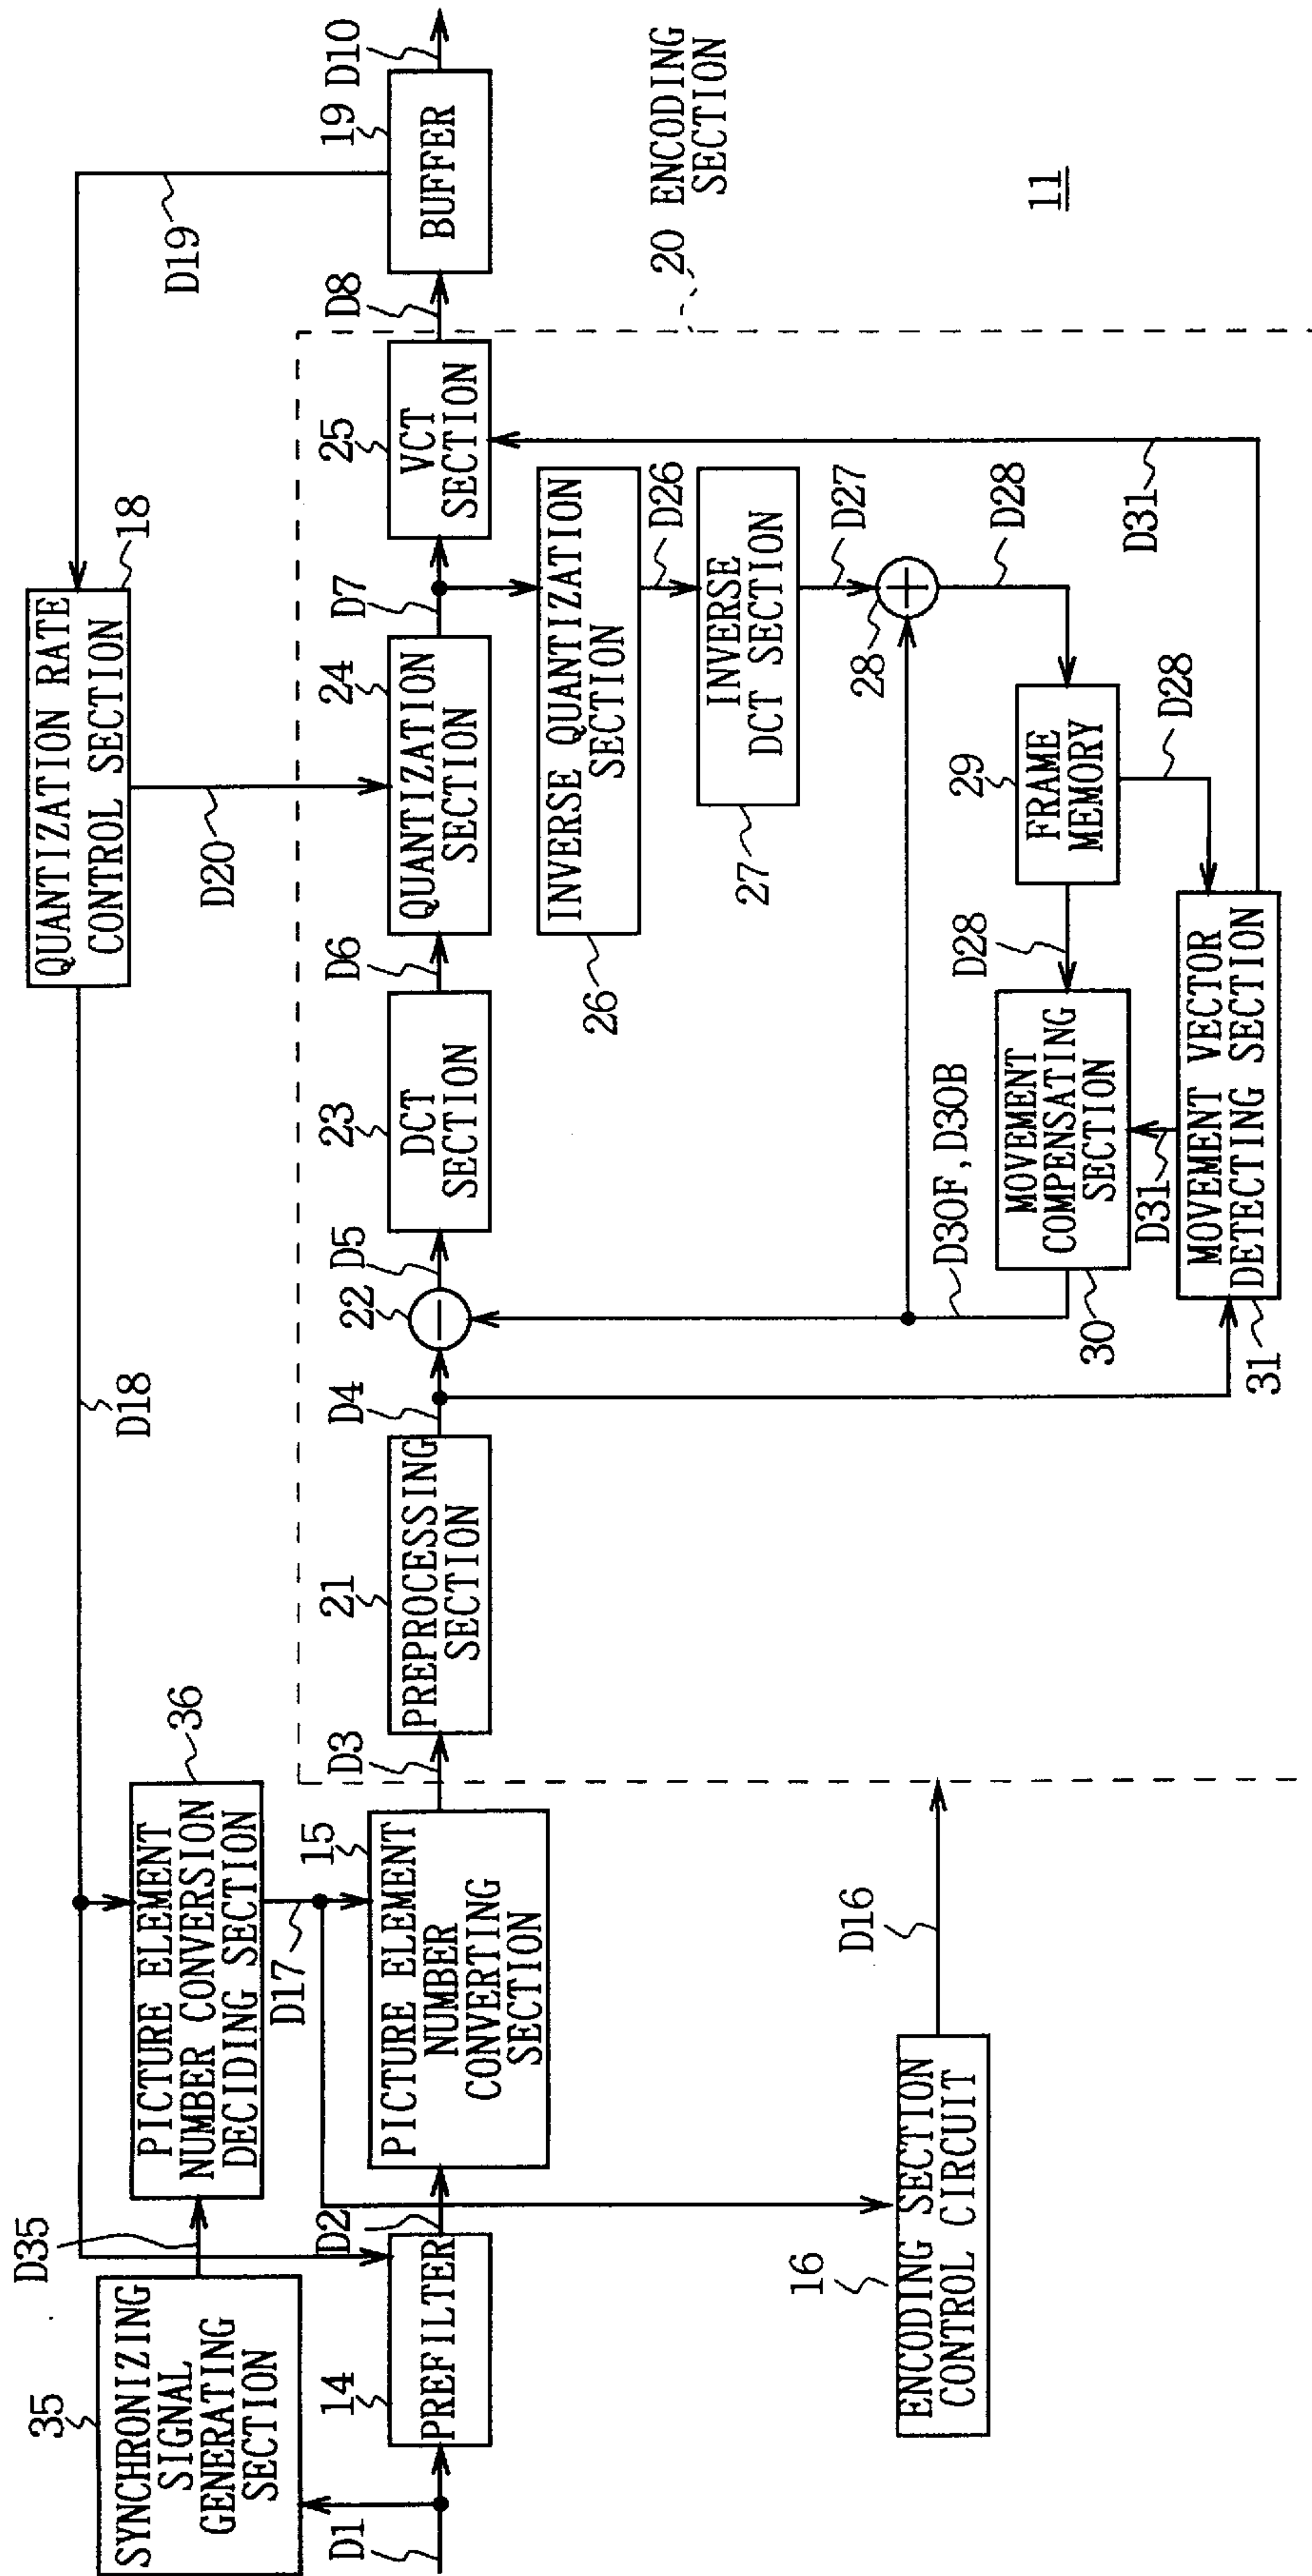 35
SYNCHRONIZING
SIGNAL
GENERATING
SECTION
D35
PICTURE ELEMENT
NUMBER CONVERSION
DECIDING SECTION
36
D18
QUANTIZATION RATE
CONTROL SECTION
18
D19
D17
D20
D1
14
PREFILTER
D2
15
PICTURE ELEMENT
NUMBER
CONVERTING
SECTION
D3
21
PREPROCESSING
SECTION
D4
22
D5
23
DCT
SECTION
D6
24
QUANTIZATION
SECTION
D7
25
VCT
SECTION
D8
19
BUFFER
D10
26
INVERSE QUANTIZATION
SECTION
D26
20 ENCODING
SECTION
27
INVERSE
DCT SECTION
D27
28
D28
16
ENCODING SECTION
CONTROL CIRCUIT
D16
D30F, D30B
30
MOVEMENT
COMPENSATING
SECTION
D28
29
FRAME
MEMORY
D28
D31
D31
31
MOVEMENT VECTOR
DETECTING SECTION
11